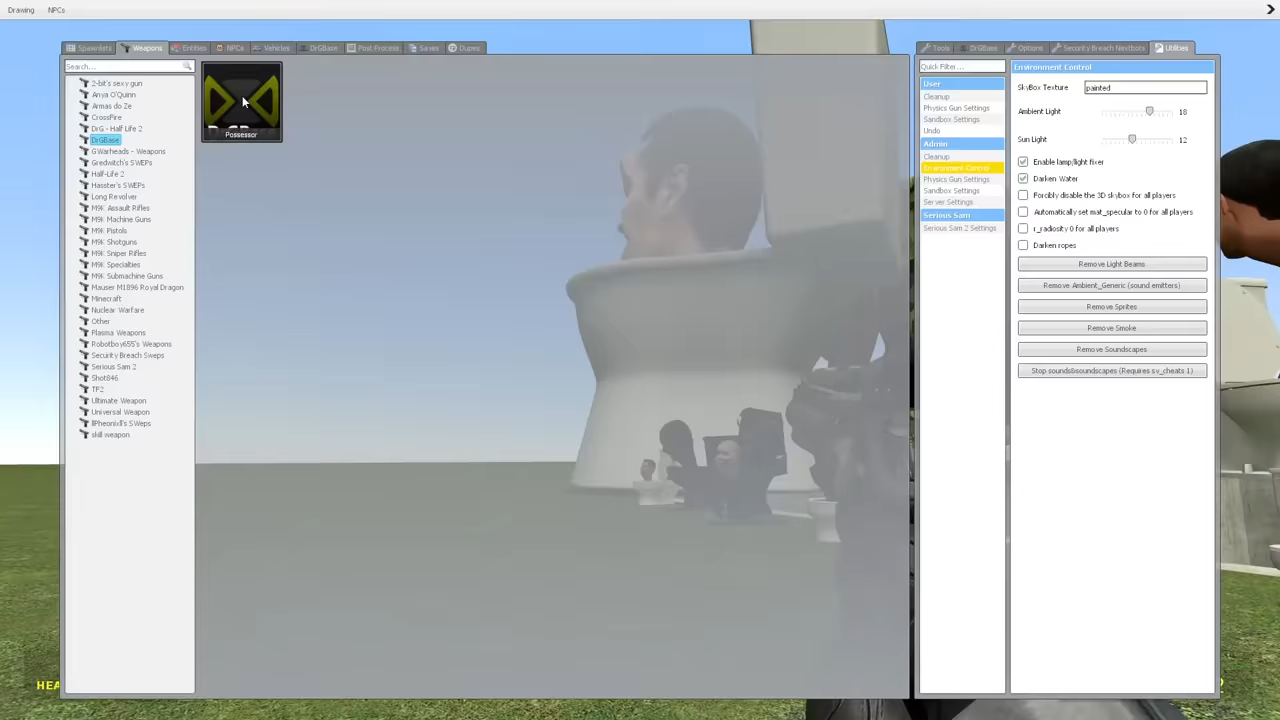 Drawing NPCs
Spawnlists Weapons Entities NPCs Vehicles DrGBase Post Process Saves Dupes
Search...
2-bit's sexy gun
Anya O'Quinn
Armas do Ze
CrossFire
DrG - Half Life 2
DrGBase
GWarheads - Weapons
Gredwitch's SWEPs
Half-Life 2
Hasster's SWEPs
Long Revolver
M9K Assault Rifles
M9K Machine Guns
M9K Pistols
M9K Shotguns
M9K Sniper Rifles
M9K Specialties
M9K Submachine Guns
Mauser M1896 Royal Dragon
Minecraft
Nuclear Warfare
Other
Plasma Weapons
Robotboy655's Weapons
Security Breach Sweps
Serious Sam 2
Shot846
TF2
Ultimate Weapon
Universal Weapon
llPheonixll's SWeps
skill weapon
Possessor
Tools DrGBase Options Security Breach Nextbots Utilities
Quick Filter...
User
Cleanup
Physics Gun Settings
Sandbox Settings
Undo
Admin
Cleanup
Environment Control
Physics Gun Settings
Sandbox Settings
Server Settings
Serious Sam
Serious Sam 2 Settings
Environment Control
SkyBox Texture painted
Ambient Light 18
Sun Light 12
Enable lamp/light fixer
Darken Water
Forcibly disable the 3D skybox for all players
Automatically set mat_specular to 0 for all players
r_radiosity 0 for all players
Darken ropes
Remove Light Beams
Remove Ambient_Generic (sound emitters)
Remove Sprites
Remove Smoke
Remove Soundscapes
Stop sounds&soundscapes (Requires sv_cheats 1)
HEA